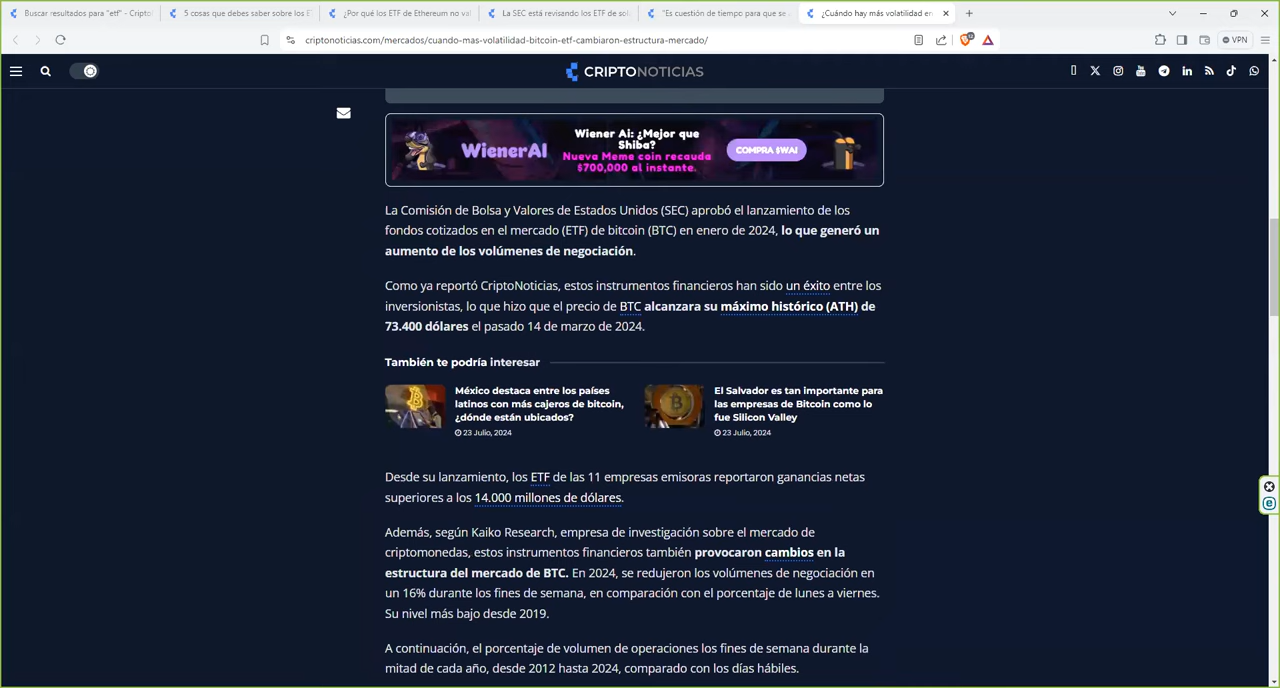 Buscar resultados para "etf" - Cripto
5 cosas que debes saber sobre los E
¿Por qué los ETF de Ethereum no va
La SEC está revisando los ETF de so
"Es cuestión de tiempo para que se
¿Cuándo hay más volatilidad en
criptonoticias.com/mercados/cuando-mas-volatilidad-bitcoin-etf-cambiaron-estructura-mercado/
VPN
CRIPTONOTICIAS
WienerAI
Wiener Ai: ¿Mejor que
Shiba?
Nueva Meme coin recauda
$700,000 al instante.
COMPRA $WAI
La Comisión de Bolsa y Valores de Estados Unidos (SEC) aprobó el lanzamiento de los
fondos cotizados en el mercado (ETF) de bitcoin (BTC) en enero de 2024, lo que generó un
aumento de los volúmenes de negociación.
Como ya reportó CriptoNoticias, estos instrumentos financieros han sido un éxito entre los
inversionistas, lo que hizo que el precio de BTC alcanzara su máximo histórico (ATH) de
73.400 dólares el pasado 14 de marzo de 2024.
También te podría interesar
México destaca entre los países
latinos con más cajeros de bitcoin,
¿dónde están ubicados?
23 Julio, 2024
El Salvador es tan importante para
las empresas de Bitcoin como lo
fue Silicon Valley
23 Julio, 2024
Desde su lanzamiento, los ETF de las 11 empresas emisoras reportaron ganancias netas
superiores a los 14.000 millones de dólares.
Además, según Kaiko Research, empresa de investigación sobre el mercado de
criptomonedas, estos instrumentos financieros también provocaron cambios en la
estructura del mercado de BTC. En 2024, se redujeron los volúmenes de negociación en
un 16% durante los fines de semana, en comparación con el porcentaje de lunes a viernes.
Su nivel más bajo desde 2019.
A continuación, el porcentaje de volumen de operaciones los fines de semana durante la
mitad de cada año, desde 2012 hasta 2024, comparado con los días hábiles.